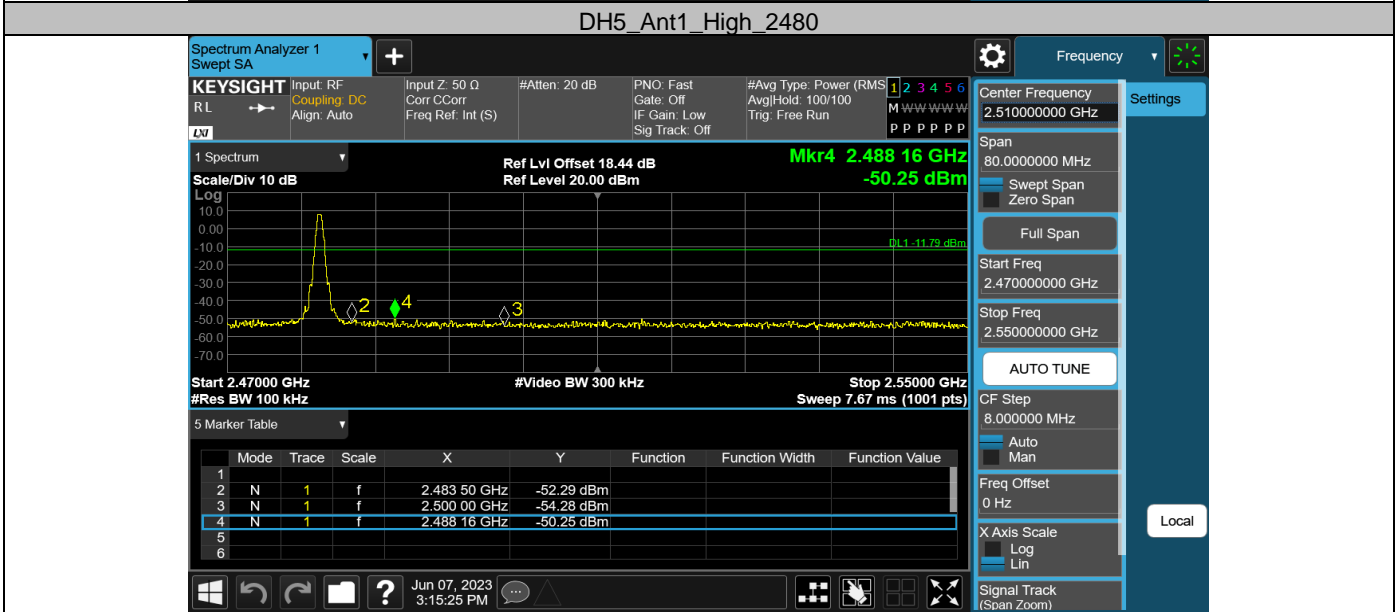 DH5_Ant1_High_2480
Spectrum Analyzer 1
Swept SA
+
Frequency
KEYSIGHT
RL
LXI
Input: RF
Coupling: DC
Align: Auto
Input Z: 50 Ω
Corr CCorr
Freq Ref: Int (S)
#Atten: 20 dB
PNO: Fast
Gate: Off
IF Gain: Low
Sig Track: Off
#Avg Type: Power (RMS
Avg|Hold: 100/100
Trig: Free Run
1 2 3 4 5 6
M W W W W W
P P P P P P
1 Spectrum
Scale/Div 10 dB
Ref Lvl Offset 18.44 dB
Ref Level 20.00 dBm
Mkr4 2.488 16 GHz
-50.25 dBm
Log
10.0
0.00
-10.0
-20.0
-30.0
-40.0
-50.0
-60.0
-70.0
DL1 -11.79 dBm
2
4
3
Start 2.47000 GHz
#Res BW 100 kHz
#Video BW 300 kHz
Stop 2.55000 GHz
Sweep 7.67 ms (1001 pts)
5 Marker Table
Mode Trace Scale X Y Function Function Width Function Value
1
2 N 1 f 2.483 50 GHz -52.29 dBm
3 N 1 f 2.500 00 GHz -54.28 dBm
4 N 1 f 2.488 16 GHz -50.25 dBm
5
6
?
Jun 07, 2023
3:15:25 PM
Center Frequency
2.510000000 GHz
Span
80.0000000 MHz
Swept Span
Zero Span
Full Span
Start Freq
2.470000000 GHz
Stop Freq
2.550000000 GHz
AUTO TUNE
CF Step
8.000000 MHz
Auto
Man
Freq Offset
0 Hz
X Axis Scale
Log
Lin
Signal Track
(Span Zoom)
Settings
Local